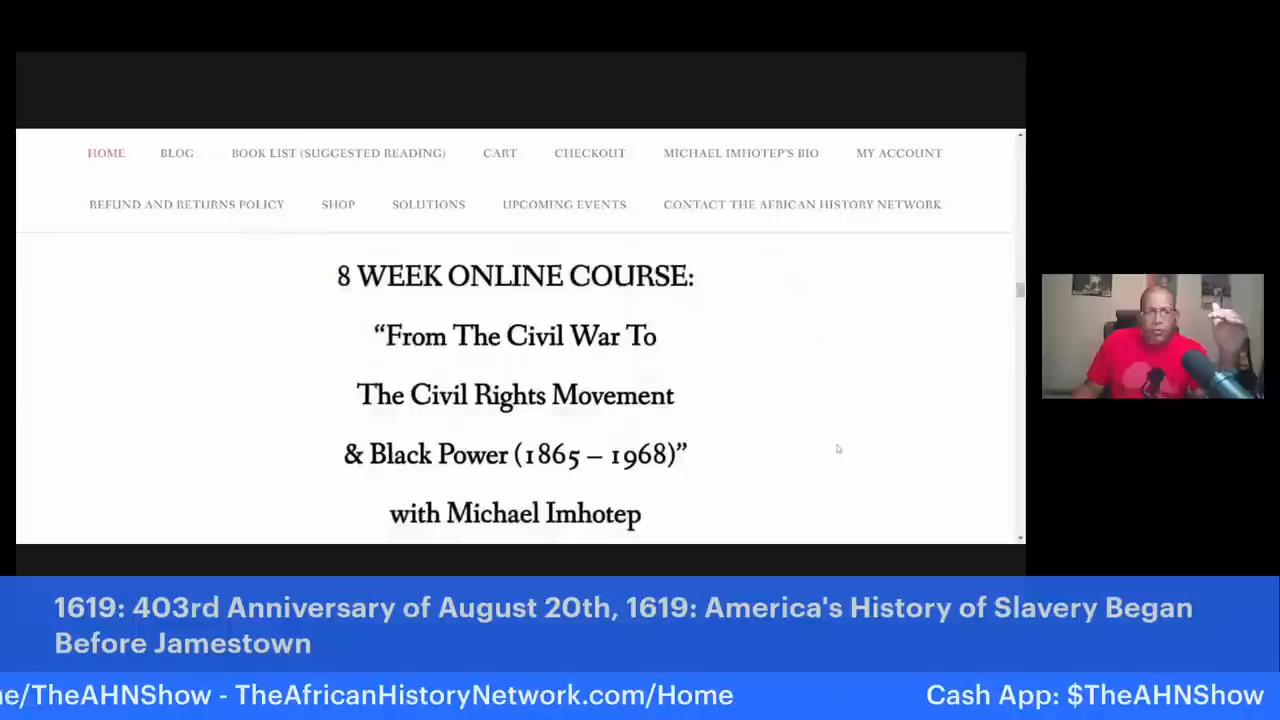 HOME BLOG BOOK LIST (SUGGESTED READING) CART CHECKOUT MICHAEL IMHOTEP'S BIO MY ACCOUNT
REFUND AND RETURNS POLICY SHOP SOLUTIONS UPCOMING EVENTS CONTACT THE AFRICAN HISTORY NETWORK
8 WEEK ONLINE COURSE:
“From The Civil War To
The Civil Rights Movement
& Black Power (1865 – 1968)”
with Michael Imhotep
1619: 403rd Anniversary of August 20th, 1619: America's History of Slavery Began
Before Jamestown
e/TheAHNShow - TheAfricanHistoryNetwork.com/Home Cash App: $TheAHNShow